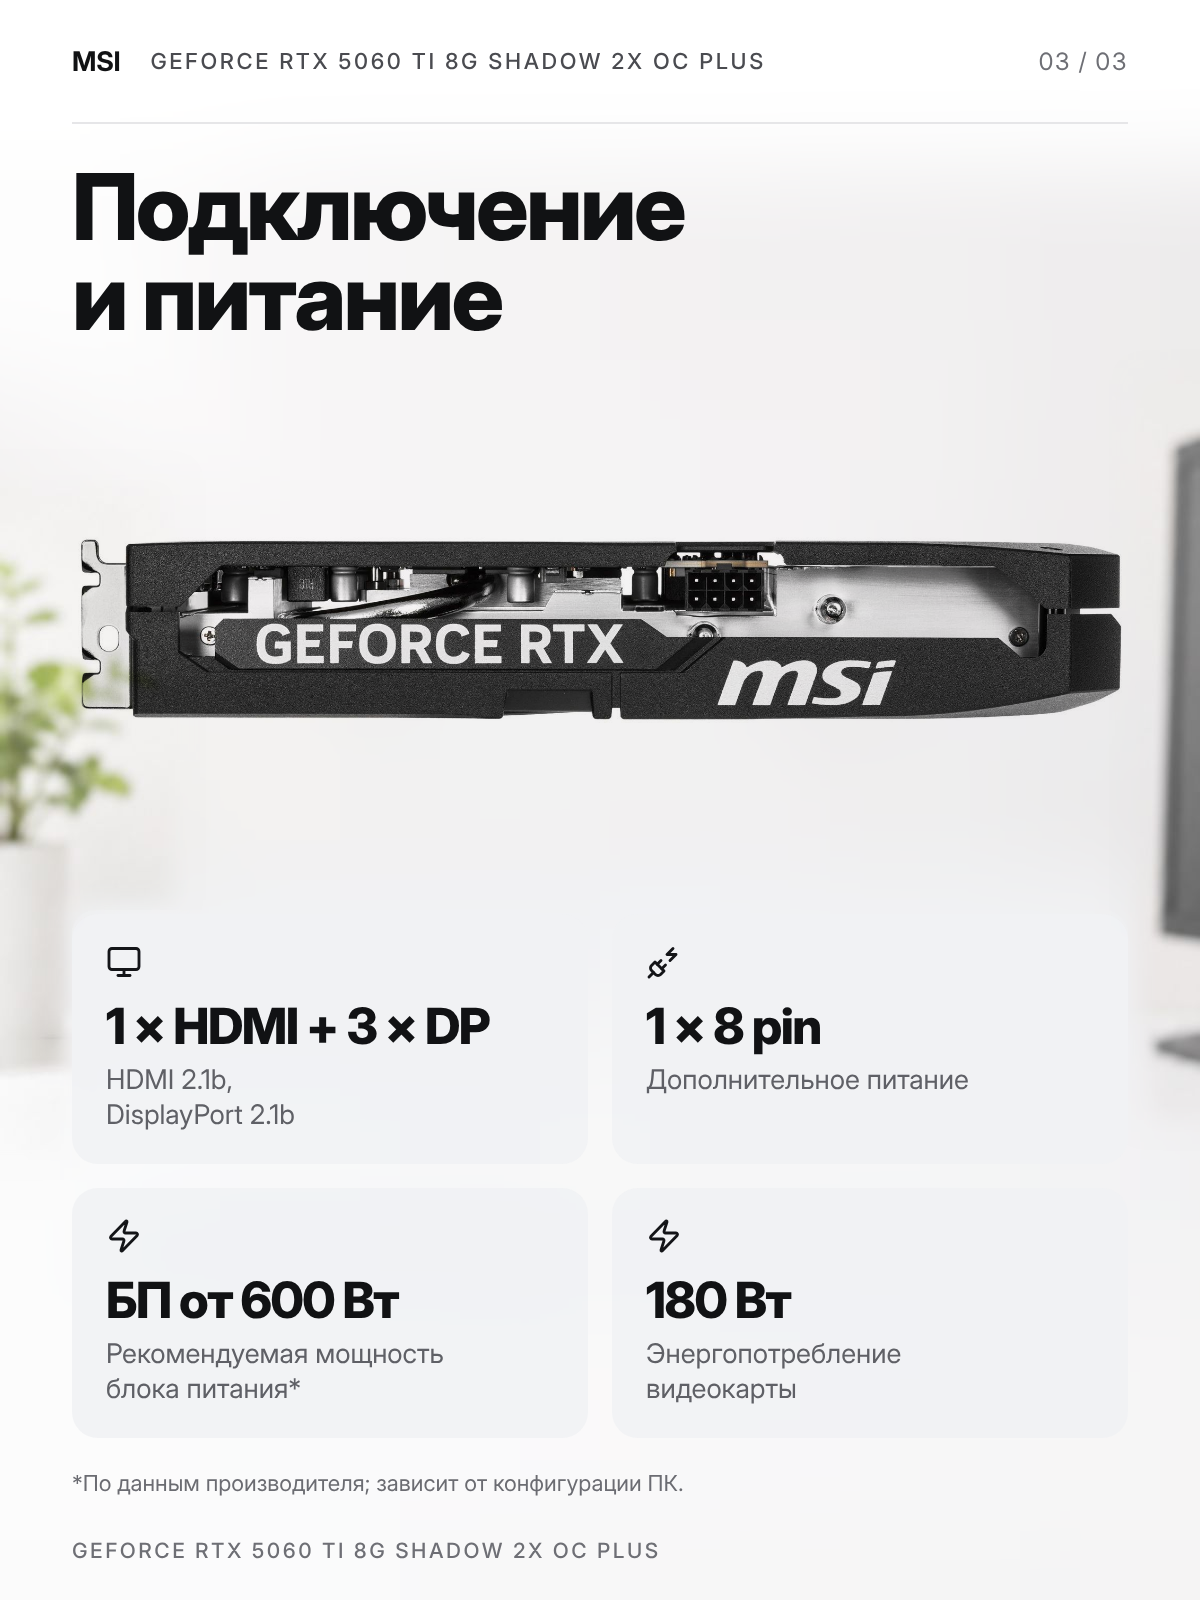 MSI GEFORCE RTX 5060 TI 8G SHADOW 2X OC PLUS 03 / 03
Подключение
и питание
GEFORCE RTX
msi
1 × HDMI + 3 × DP
HDMI 2.1b,
DisplayPort 2.1b
1 × 8 pin
Дополнительное питание
БП от 600 Вт
Рекомендуемая мощность
блока питания*
180 Вт
Энергопотребление
видеокарты
*По данным производителя; зависит от конфигурации ПК.
GEFORCE RTX 5060 TI 8G SHADOW 2X OC PLUS